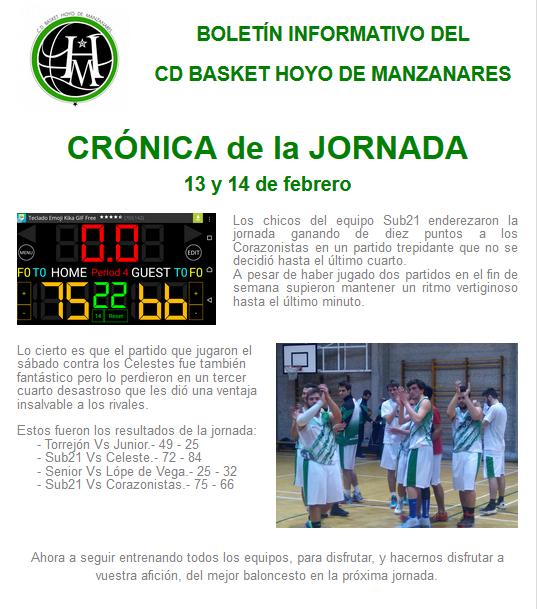 C D BASKET HOYO DE MANZANARES
H M
BOLETÍN INFORMATIVO DEL
CD BASKET HOYO DE MANZANARES
CRÓNICA de la JORNADA
13 y 14 de febrero
Teclado Emoji Kika GIF Free
0.0
MENU
EDIT
F0 T0 HOME Period 4 GUEST T0 F0
75 22 66
14 Reset
Los chicos del equipo Sub21 enderezaron la
jornada ganando de diez puntos a los
Corazonistas en un partido trepidante que no se
decidió hasta el último cuarto.
A pesar de haber jugado dos partidos en el fin de
semana supieron mantener un ritmo vertiginoso
hasta el último minuto.
Lo cierto es que el partido que jugaron el
sábado contra los Celestes fue también
fantástico pero lo perdieron en un tercer
cuarto desastroso que les dió una ventaja
insalvable a los rivales.
Estos fueron los resultados de la jornada:
- Torrejón Vs Junior.- 49 - 25
- Sub21 Vs Celeste.- 72 - 84
- Senior Vs Lópe de Vega.- 25 - 32
- Sub21 Vs Corazonistas.- 75 - 66
Ahora a seguir entrenando todos los equipos, para disfrutar, y hacernos disfrutar a
vuestra afición, del mejor baloncesto en la próxima jornada.